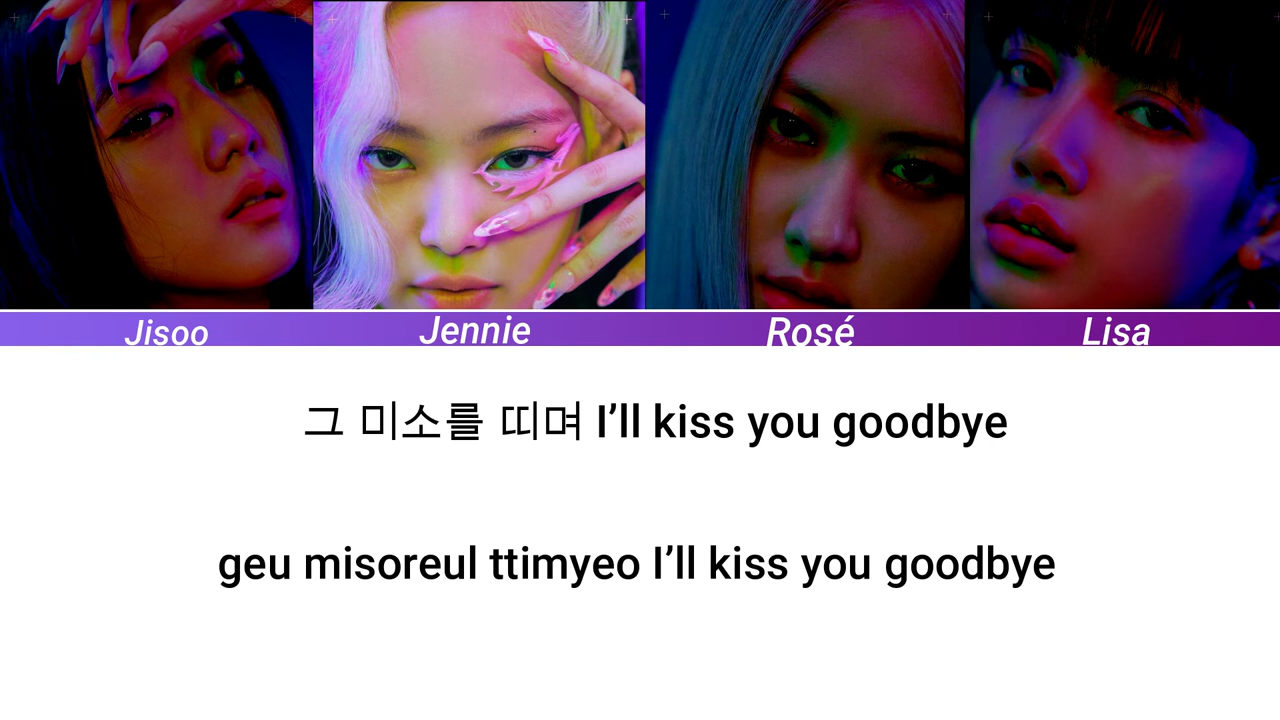 Jisoo Jennie Rosé Lisa
그 미소를 띠며 I’ll kiss you goodbye
geu misoreul ttimyeo I’ll kiss you goodbye